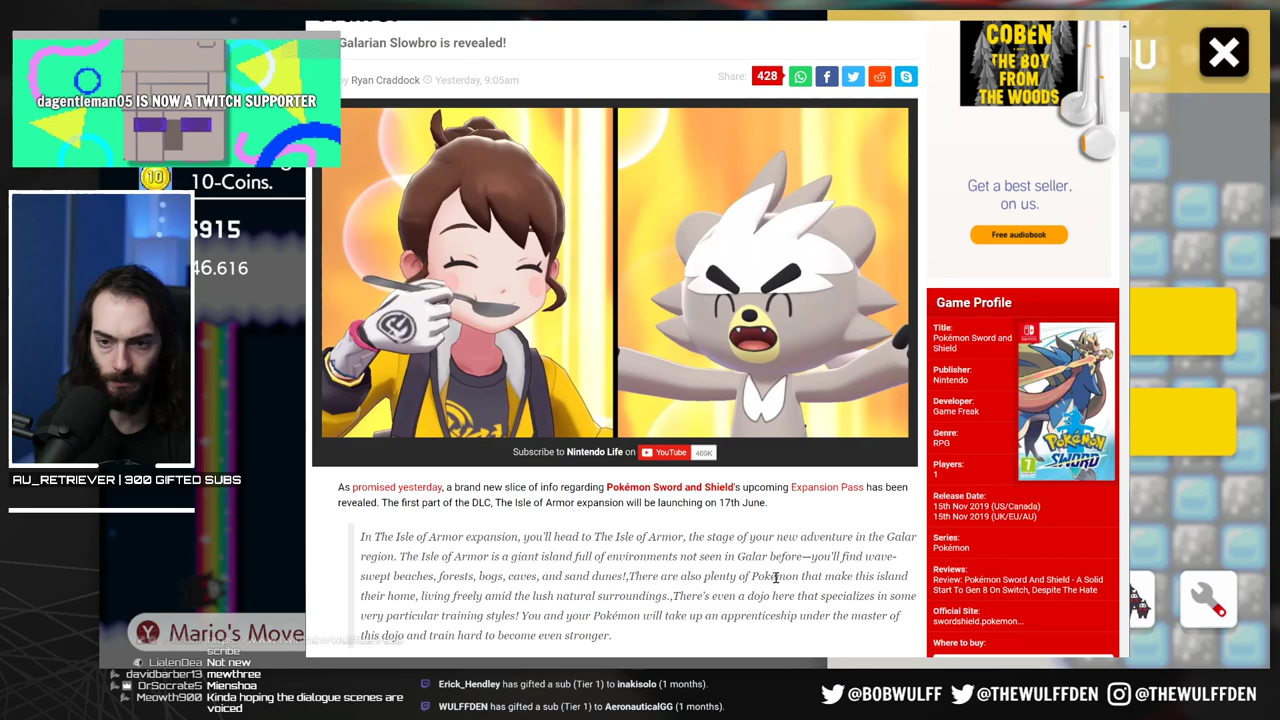 Galarian Slowbro is revealed!
by Ryan Craddock Yesterday, 9:05am
Share: 428
dagentleman05 IS NOW A TWITCH SUPPORTER
10
10-Coins.
5915
46.616
AU_RETRIEVER | 300 GIFTED SUBS
Subscribe to Nintendo Life on YouTube 469K
As promised yesterday, a brand new slice of info regarding Pokémon Sword and Shield's upcoming Expansion Pass has been
revealed. The first part of the DLC, The Isle of Armor expansion will be launching on 17th June.
In The Isle of Armor expansion, you'll head to The Isle of Armor, the stage of your new adventure in the Galar
region. The Isle of Armor is a giant island full of environments not seen in Galar before—you'll find wave-
swept beaches, forests, bogs, caves, and sand dunes!,There are also plenty of Pokémon that make this island
their home, living freely amid the lush natural surroundings.,There's even a dojo here that specializes in some
very particular training styles! You and your Pokémon will take up an apprenticeship under the master of
this dojo and train hard to become even stronger.
COBEN
THE BOY
FROM
THE WOODS
Get a best seller,
on us.
Free audiobook
Game Profile
Title:
Pokémon Sword and
Shield
Publisher:
Nintendo
Developer:
Game Freak
Genre:
RPG
Players:
1
Release Date:
15th Nov 2019 (US/Canada)
15th Nov 2019 (UK/EU/AU)
Series:
Pokémon
Reviews:
Review: Pokémon Sword And Shield - A Solid
Start To Gen 8 On Switch, Despite The Hate
Official Site:
swordshield.pokemon...
Where to buy:
POKéMON
SWORD
7
U
Y Mario's Move
scribe
LialenDea Not new
davidbarber13 mewthree
DrSocrate5 Mienshoa
Meowth900 Kinda hoping the dialogue scenes are
voiced
Erick_Hendley has gifted a sub (Tier 1) to inakisolo (1 months).
WULFFDEN has gifted a sub (Tier 1) to AeronauticalGG (1 months).
@BOBWULFF @THEWULFFDEN @THEWULFFDEN